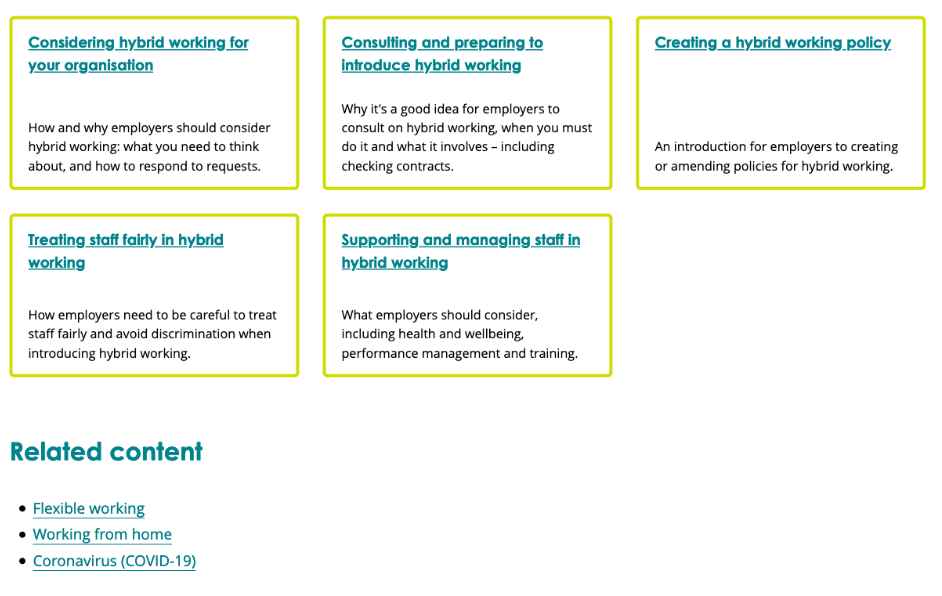 Considering hybrid working for
your organisation
How and why employers should consider
hybrid working: what you need to think
about, and how to respond to requests.
Consulting and preparing to
introduce hybrid working
Why it's a good idea for employers to
consult on hybrid working, when you must
do it and what it involves – including
checking contracts.
Creating a hybrid working policy
An introduction for employers to creating
or amending policies for hybrid working.
Treating staff fairly in hybrid
working
How employers need to be careful to treat
staff fairly and avoid discrimination when
introducing hybrid working.
Supporting and managing staff in
hybrid working
What employers should consider,
including health and wellbeing,
performance management and training.
Related content
• Flexible working
• Working from home
• Coronavirus (COVID-19)